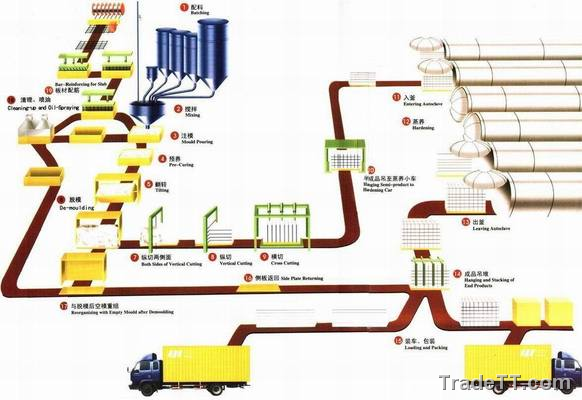 1 配料
Batching
2 搅拌
Mixing
3 注模
Mould Pouring
4 预养
Pre-Curing
5 翻转
Tilting
6 脱模
De-moulding
7 纵切两侧面
Both Sides of Vertical Cutting
8 纵切
Vertical Cutting
9 横切
Cross Cutting
10
半成品吊至蒸养小车
Hinging Semi-product to
Hardening Car
11 入釜
Entering Autoclave
12 蒸养
Hardening
13 出釜
Leaving Autoclave
14 成品吊堆
Hanging and Stacking of
End Products
15 装车、包装
Loading and Packing
16 侧板返回 Side Plate Returning
17 与脱模后空模重组
Reorganizing with Empty Mould after Demoulding
18 清理、喷油
Cleaning-up and Oil-Spraying
Bar-Reinforcing for Slab
19 板材配筋
TradeTT.com